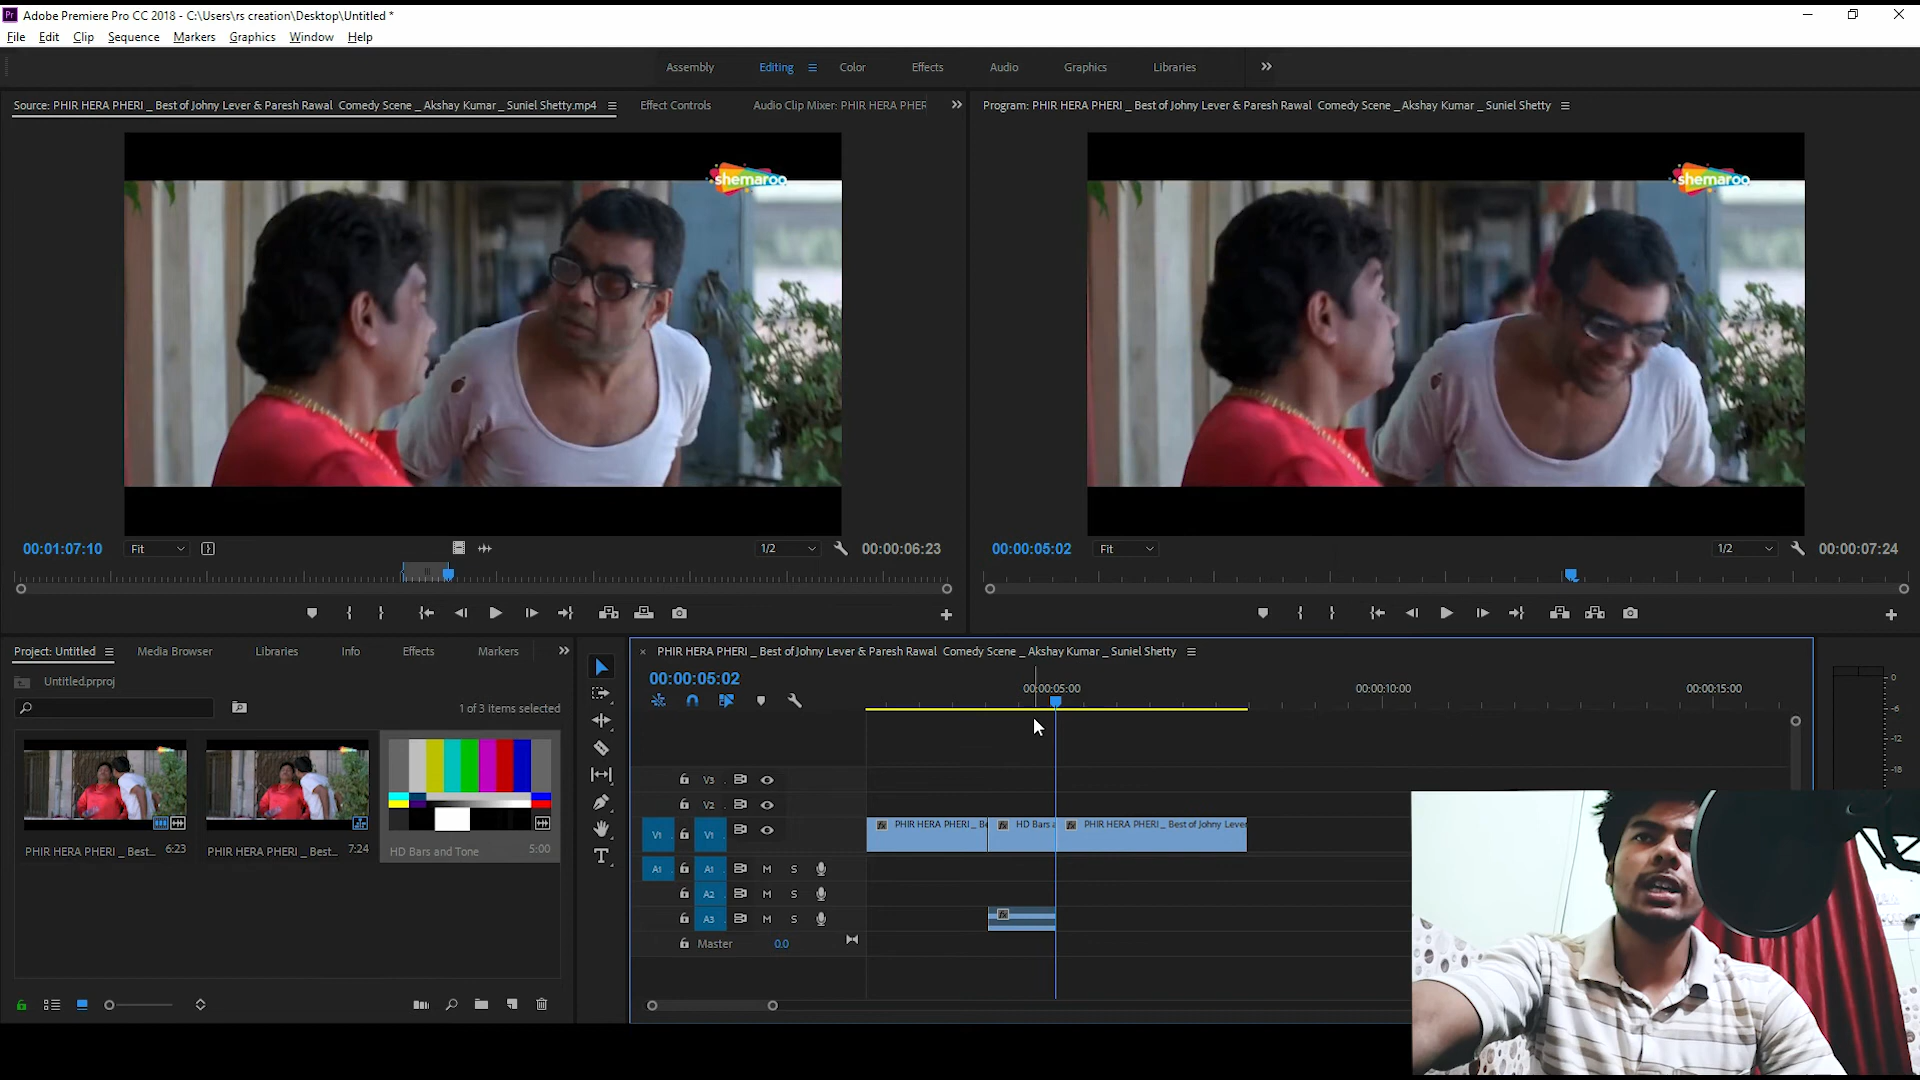 Adobe Premiere Pro CC 2018 - C:\Users\rs creation\Desktop\Untitled *
File Edit Clip Sequence Markers Graphics Window Help
Assembly Editing Color Effects Audio Graphics Libraries
Source: PHIR HERA PHERI _ Best of Johny Lever & Paresh Rawal Comedy Scene _ Akshay Kumar _ Suniel Shetty.mp4 Effect Controls Audio Clip Mixer: PHIR HERA PHER
Program: PHIR HERA PHERI _ Best of Johny Lever & Paresh Rawal Comedy Scene _ Akshay Kumar _ Suniel Shetty
shemaroo
shemaroo
00:01:07:10 Fit 1/2 00:00:06:23
00:00:05:02 Fit 1/2 00:00:07:24
Project: Untitled Media Browser Libraries Info Effects Markers
Untitled.prproj
1 of 3 items selected
PHIR HERA PHERI _ Best... 6:23
PHIR HERA PHERI _ Best... 7:24
HD Bars and Tone 5:00
PHIR HERA PHERI _ Best of Johny Lever & Paresh Rawal Comedy Scene _ Akshay Kumar _ Suniel Shetty
00:00:05:02
00:00:05:00 00:00:10:00 00:00:15:00
V3
V2
V1 V1 PHIR HERA PHERI _ Be HD Bars a PHIR HERA PHERI _ Best of Johny Lever
A1 A1 M S
A2 M S
A3 M S
Master 0.0
0
-6
-12
-18